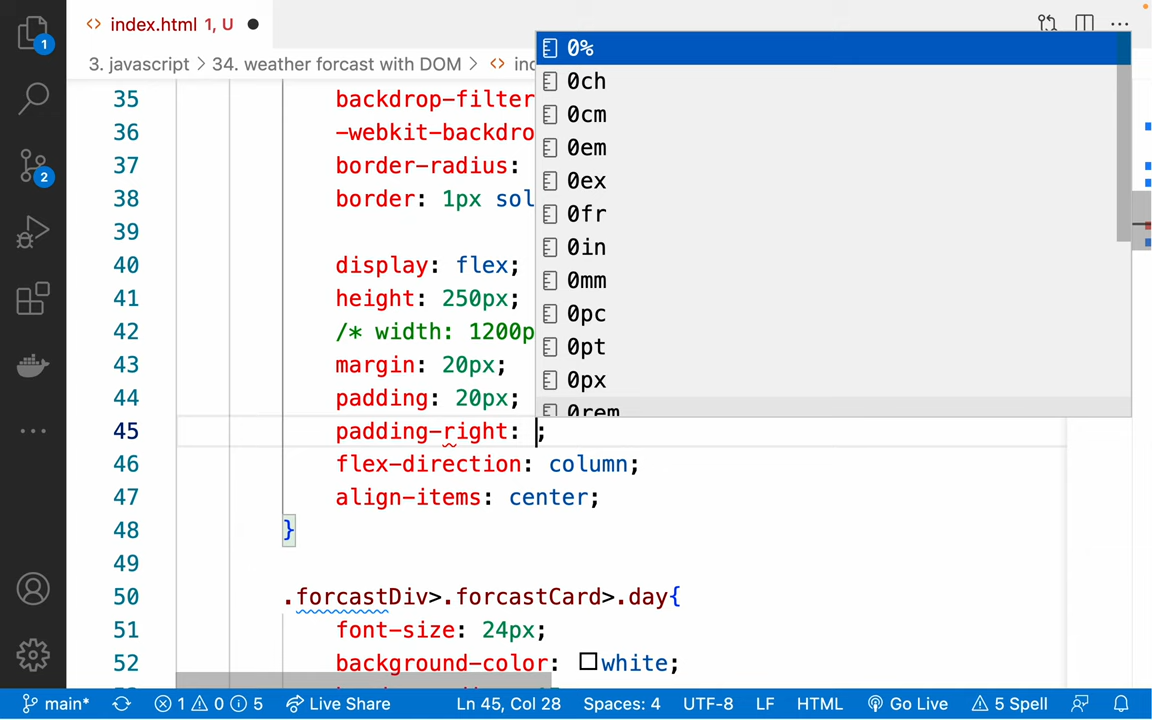 index.html 1, U
3. javascript > 34. weather forcast with DOM > <> in
1
2
35 backdrop-filter
36 -webkit-backdro
37 border-radius:
38 border: 1px sol
39
40 display: flex;
41 height: 250px;
42 /* width: 1200p
43 margin: 20px;
44 padding: 20px;
45 padding-right: ;
46 flex-direction: column;
47 align-items: center;
48 }
49
50 .forcastDiv>.forcastCard>.day{
51 font-size: 24px;
52 background-color: white;
0%
0ch
0cm
0em
0ex
0fr
0in
0mm
0pc
0pt
0px
0rem
main* 1 0 5 Live Share Ln 45, Col 28 Spaces: 4 UTF-8 LF HTML Go Live 5 Spell